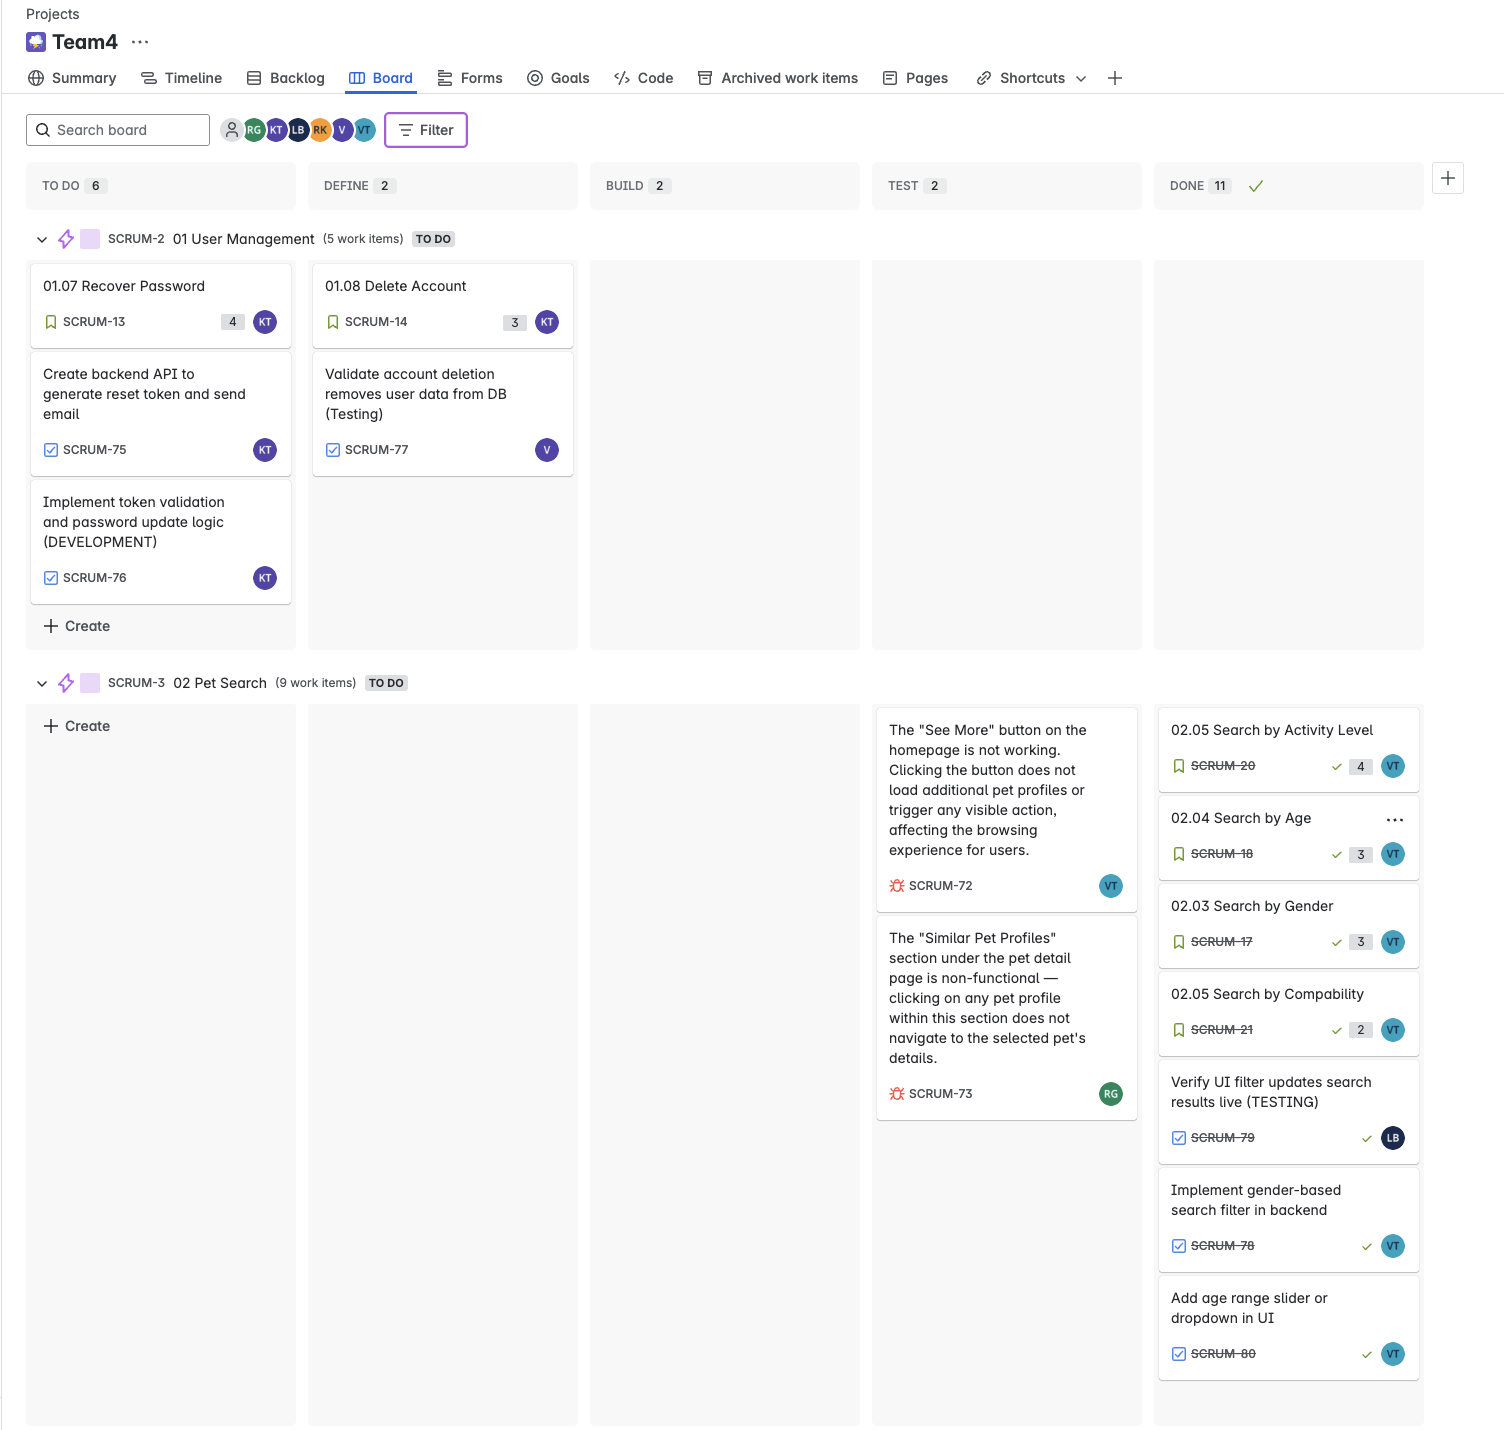 Projects
Team4
Summary Timeline Backlog Board Forms Goals Code Archived work items Pages Shortcuts
Search board RG KT LB RK V VT Filter
TO DO 6 DEFINE 2 BUILD 2 TEST 2 DONE 11
SCRUM-2 01 User Management (5 work items) TO DO
01.07 Recover Password
SCRUM-13 4 KT
Create backend API to
generate reset token and send
email
SCRUM-75 KT
Implement token validation
and password update logic
(DEVELOPMENT)
SCRUM-76 KT
Create
01.08 Delete Account
SCRUM-14 3 KT
Validate account deletion
removes user data from DB
(Testing)
SCRUM-77 V
SCRUM-3 02 Pet Search (9 work items) TO DO
Create
The "See More" button on the
homepage is not working.
Clicking the button does not
load additional pet profiles or
trigger any visible action,
affecting the browsing
experience for users.
SCRUM-72 VT
The "Similar Pet Profiles"
section under the pet detail
page is non-functional —
clicking on any pet profile
within this section does not
navigate to the selected pet's
details.
SCRUM-73 RG
02.05 Search by Activity Level
SCRUM-20 4 VT
02.04 Search by Age
SCRUM-18 3 VT
02.03 Search by Gender
SCRUM-17 3 VT
02.05 Search by Compability
SCRUM-21 2 VT
Verify UI filter updates search
results live (TESTING)
SCRUM-79 LB
Implement gender-based
search filter in backend
SCRUM-78 VT
Add age range slider or
dropdown in UI
SCRUM-80 VT